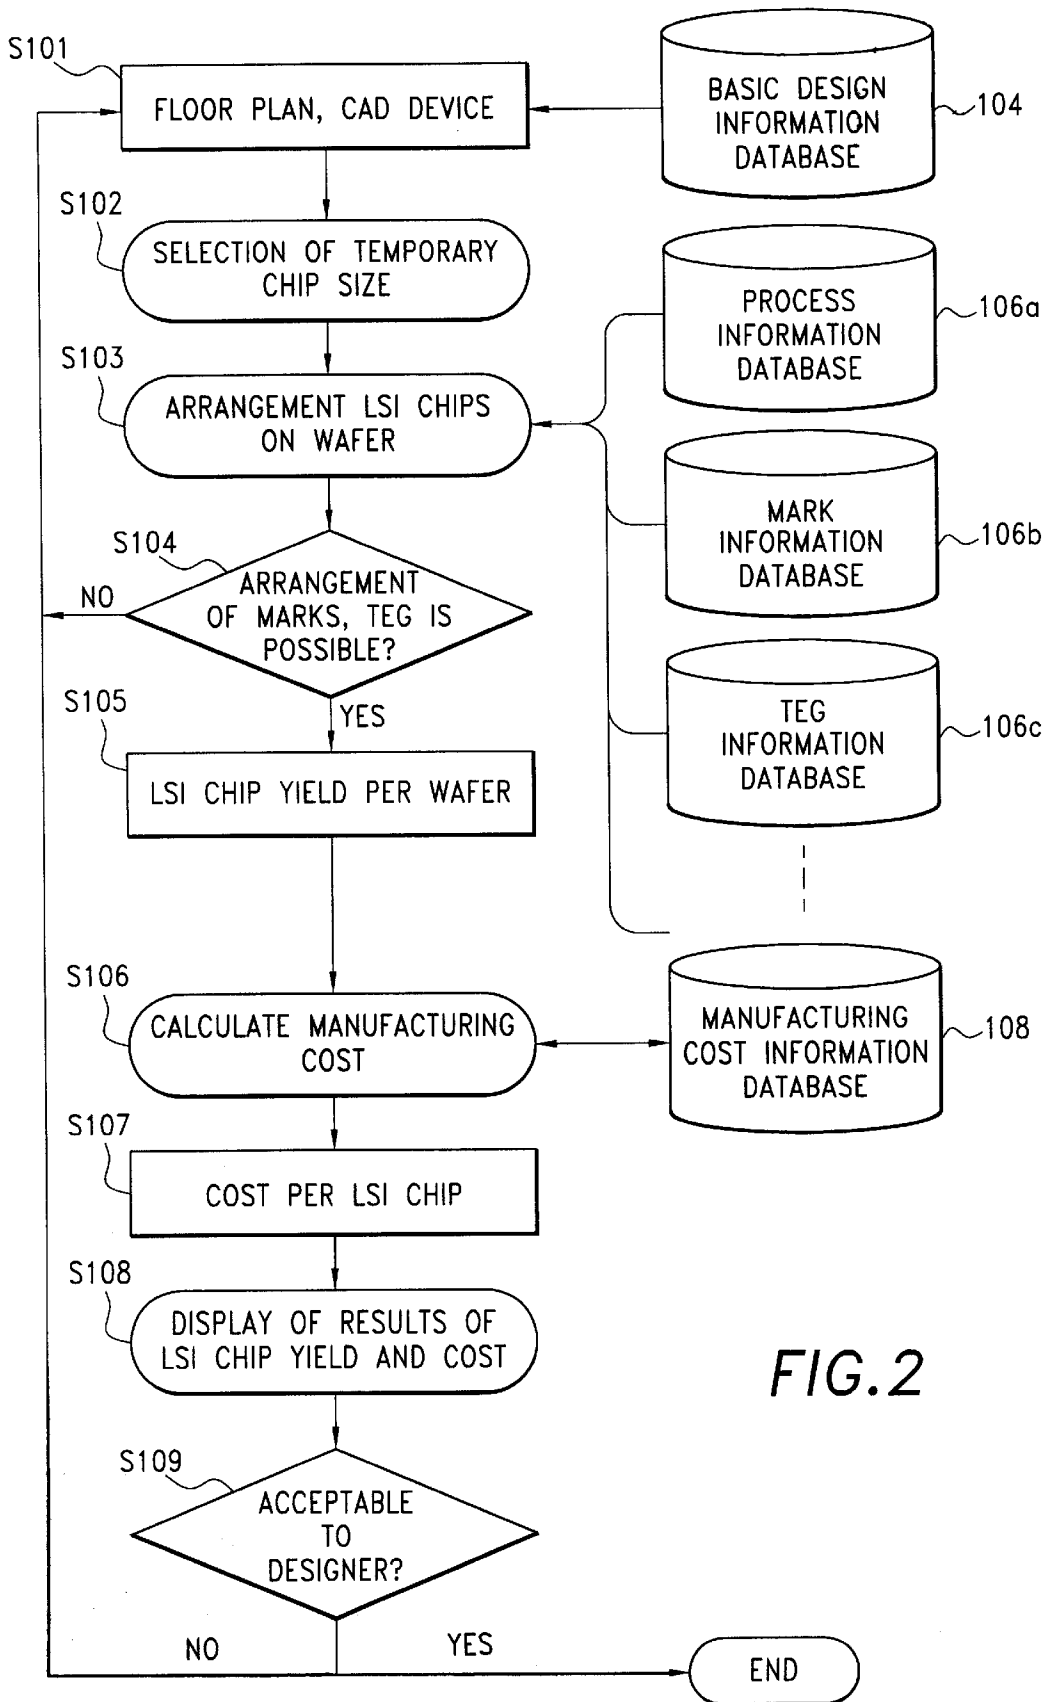 S101
FLOOR PLAN, CAD DEVICE
BASIC DESIGN
INFORMATION
DATABASE
104
S102
SELECTION OF TEMPORARY
CHIP SIZE
PROCESS
INFORMATION
DATABASE
106a
S103
ARRANGEMENT LSI CHIPS
ON WAFER
MARK
INFORMATION
DATABASE
106b
S104
ARRANGEMENT
OF MARKS, TEG IS
POSSIBLE?
NO
YES
TEG
INFORMATION
DATABASE
106c
S105
LSI CHIP YIELD PER WAFER
S106
CALCULATE MANUFACTURING
COST
MANUFACTURING
COST INFORMATION
DATABASE
108
S107
COST PER LSI CHIP
S108
DISPLAY OF RESULTS OF
LSI CHIP YIELD AND COST
FIG.2
S109
ACCEPTABLE
TO
DESIGNER?
NO
YES
END